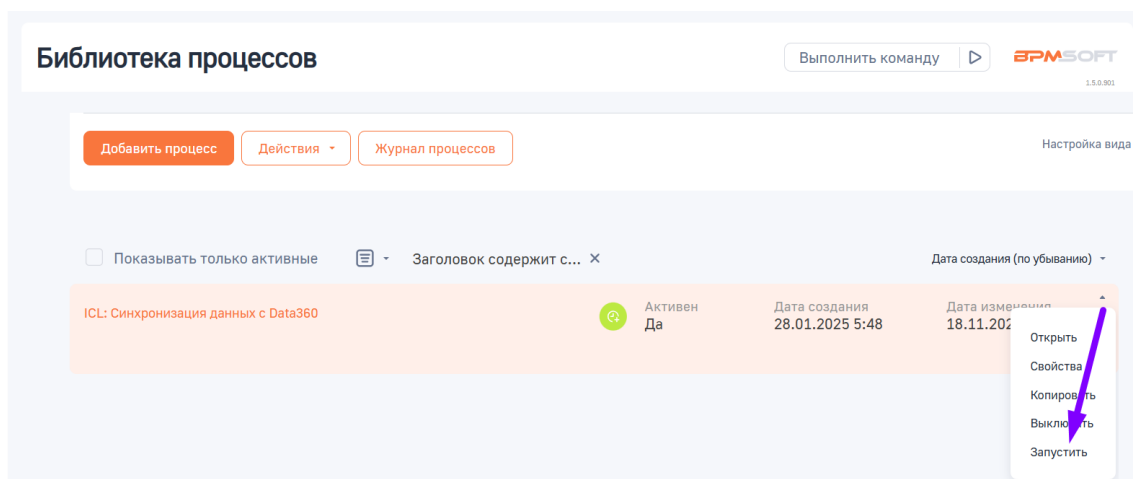 Библиотека процессов
Выполнить команду
BPMSOFT
1.5.0.901
Добавить процесс
Действия
Журнал процессов
Настройка вида
Показывать только активные
Заголовок содержит с...
Дата создания (по убыванию)
ICL: Синхронизация данных с Data360
Активен
Да
Дата создания
28.01.2025 5:48
Дата изменения
18.11.202
Открыть
Свойства
Копировать
Выключить
Запустить